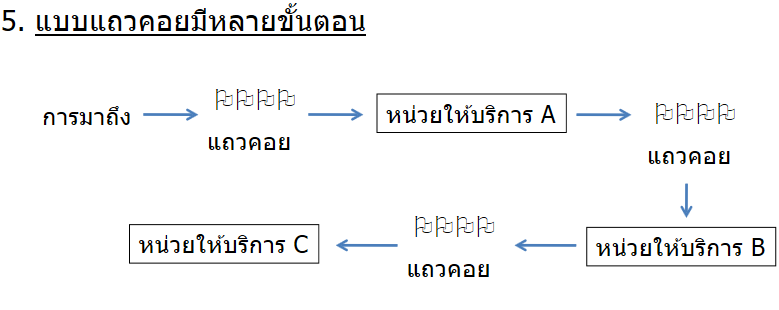 5. แบบแถวคอยมีหลายขั้นตอน
การมาถึง
แถวคอย
หน่วยให้บริการ A
แถวคอย
หน่วยให้บริการ B
แถวคอย
หน่วยให้บริการ C